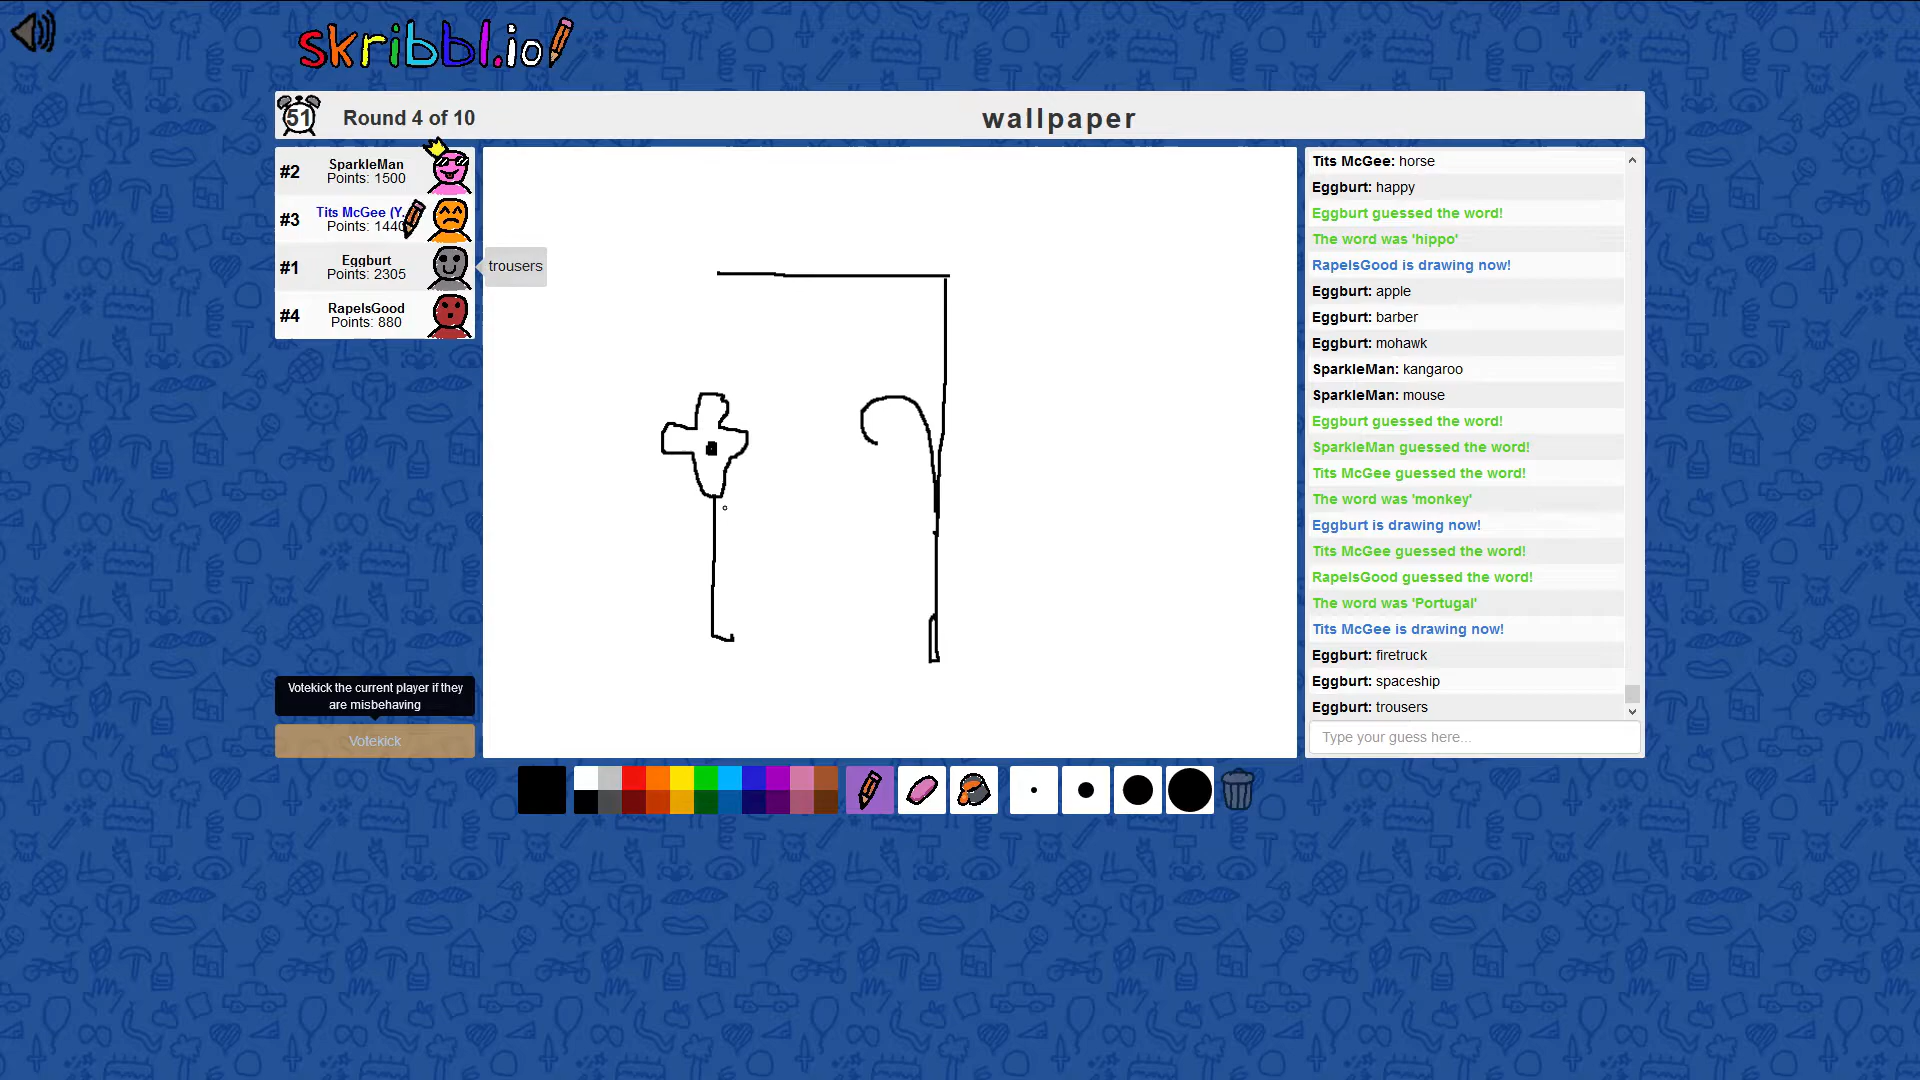 skribbl.io
51
Round 4 of 10
wallpaper
#2
SparkleMan
Points: 1500
#3
Tits McGee (Y..
Points: 1440
#1
Eggburt
Points: 2305
trousers
#4
RapeIsGood
Points: 880
Votekick the current player if they
are misbehaving
Votekick
Tits McGee: horse
Eggburt: happy
Eggburt guessed the word!
The word was 'hippo'
RapeIsGood is drawing now!
Eggburt: apple
Eggburt: barber
Eggburt: mohawk
SparkleMan: kangaroo
SparkleMan: mouse
Eggburt guessed the word!
SparkleMan guessed the word!
Tits McGee guessed the word!
The word was 'monkey'
Eggburt is drawing now!
Tits McGee guessed the word!
RapeIsGood guessed the word!
The word was 'Portugal'
Tits McGee is drawing now!
Eggburt: firetruck
Eggburt: spaceship
Eggburt: trousers
Type your guess here...